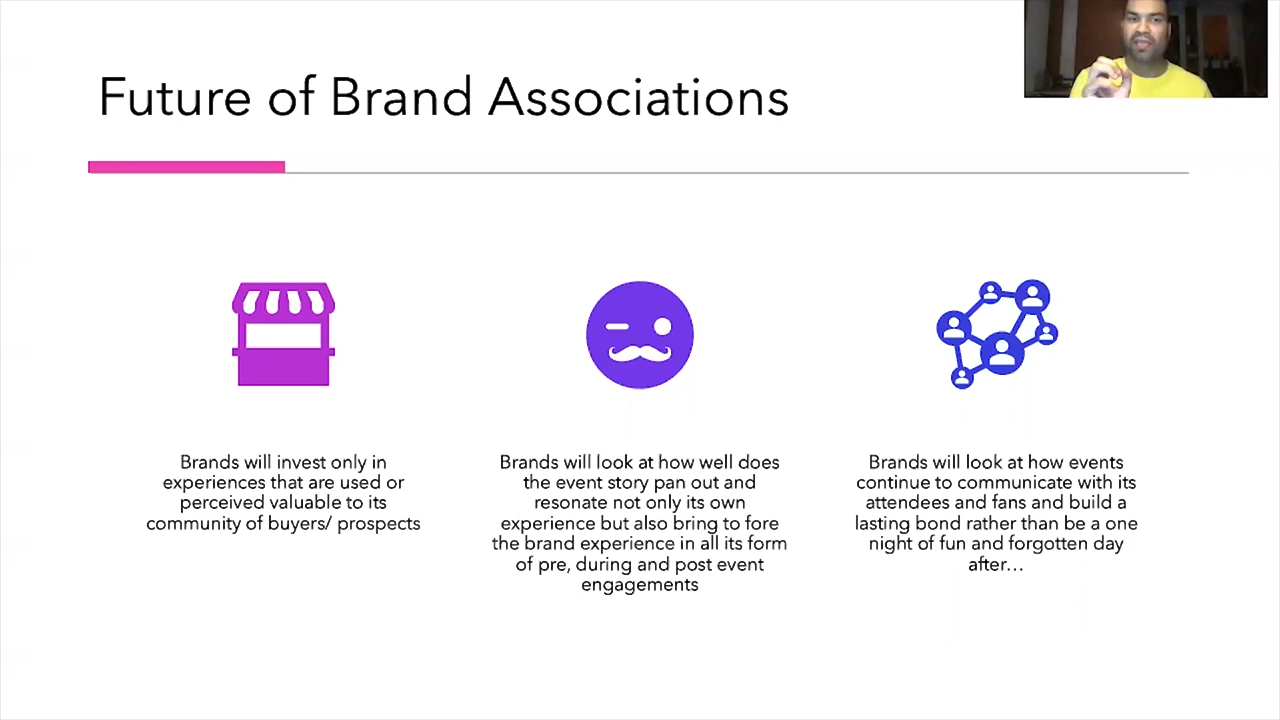 Future of Brand Associations
Brands will invest only in
experiences that are used or
perceived valuable to its
community of buyers/ prospects
Brands will look at how well does
the event story pan out and
resonate not only its own
experience but also bring to fore
the brand experience in all its form
of pre, during and post event
engagements
Brands will look at how events
continue to communicate with its
attendees and fans and build a
lasting bond rather than be a one
night of fun and forgotten day
after...